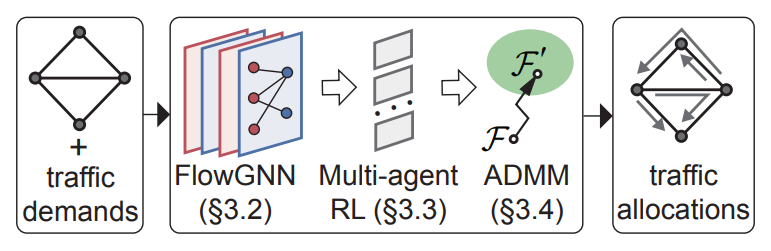 +
traffic
demands
FlowGNN
(§3.2)
Multi-agent
RL (§3.3)
. . .
F
F′
ADMM
(§3.4)
traffic
allocations